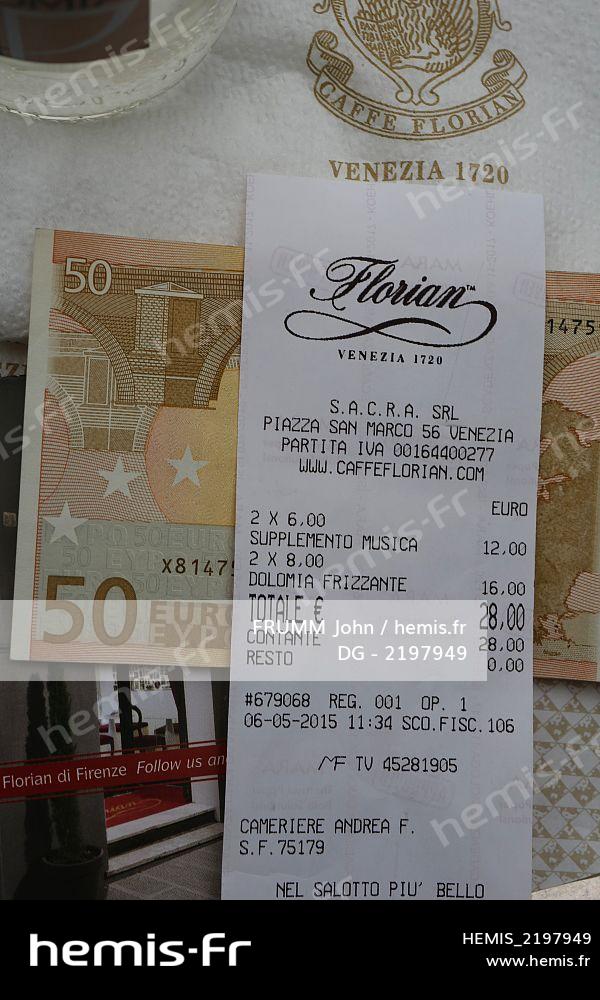 CAFFE FLORIAN
VENEZIA 1720
Florian™
VENEZIA 1720
S.A.C.R.A. SRL
PIAZZA SAN MARCO 56 VENEZIA
PARTITA IVA 00164400277
WWW.CAFFEFLORIAN.COM
EURO
2 X 6,00
SUPPLEMENTO MUSICA 12,00
2 X 8,00
DOLOMIA FRIZZANTE 16,00
TOTALE € 28,00
CONTANTE 28.00
RESTO 0.00
#679068 REG. 001 OP. 1
06-05-2015 11:34 SCO.FISC.106
MF TV 45281905
CAMERIERE ANDREA F.
S.F.75179
NEL SALOTTO PIU' BELLO
50
X8147
50 EURO
1475
Florian di Firenze Follow us an
FRUMM John / hemis.fr
DG - 2197949
hemis-fr
HEMIS_2197949
www.hemis.fr